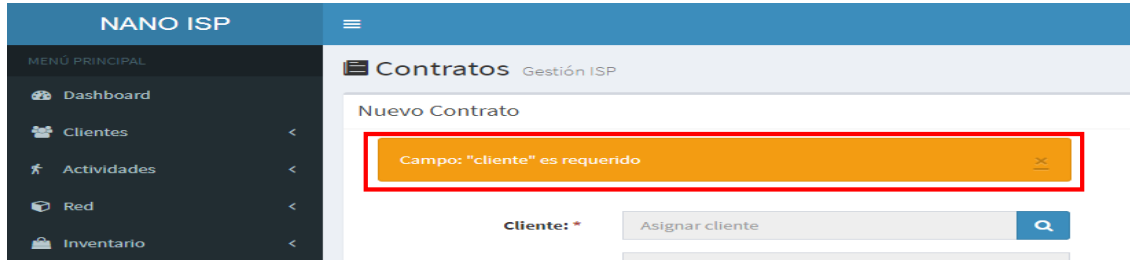 NANO ISP
MENÚ PRINCIPAL
Dashboard
Clientes
Actividades
Red
Inventario
Contratos Gestión ISP
Nuevo Contrato
Campo: "cliente" es requerido ×
Cliente: * Asignar cliente